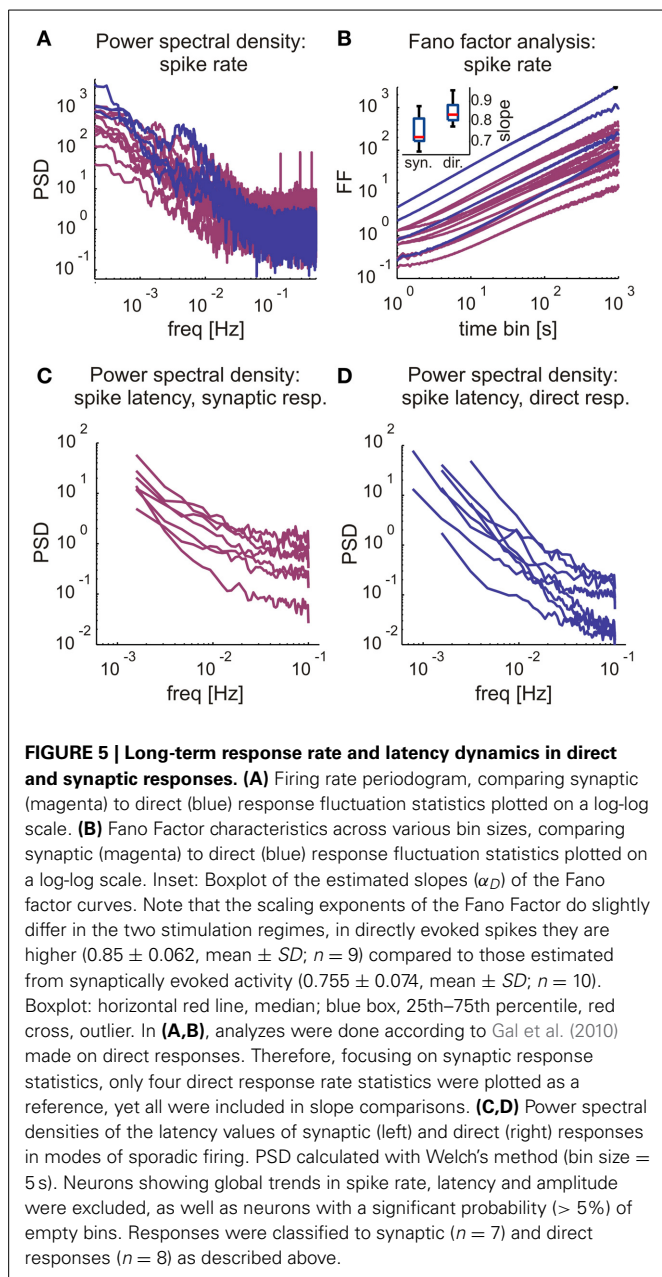 A Power spectral density: spike rate
B Fano factor analysis: spike rate
PSD
10^3
10^2
10^1
10^0
10^-1
10^-3 10^-2 10^-1
freq [Hz]
FF
10^3
10^2
10^1
10^0
10^-1
10^0 10^1 10^2 10^3
time bin [s]
0.9
0.8
0.7
slope
syn. dir.
C Power spectral density: spike latency, synaptic resp.
D Power spectral density: spike latency, direct resp.
PSD
10^2
10^1
10^0
10^-1
10^-2
10^-3 10^-2 10^-1
freq [Hz]
PSD
10^2
10^1
10^0
10^-1
10^-2
10^-3 10^-2 10^-1
freq [Hz]
FIGURE 5 | Long-term response rate and latency dynamics in direct
and synaptic responses. (A) Firing rate periodogram, comparing synaptic
(magenta) to direct (blue) response fluctuation statistics plotted on a log-log
scale. (B) Fano Factor characteristics across various bin sizes, comparing
synaptic (magenta) to direct (blue) response fluctuation statistics plotted on
a log-log scale. Inset: Boxplot of the estimated slopes (αD) of the Fano
factor curves. Note that the scaling exponents of the Fano Factor do slightly
differ in the two stimulation regimes, in directly evoked spikes they are
higher (0.85 ± 0.062, mean ± SD; n = 9) compared to those estimated
from synaptically evoked activity (0.755 ± 0.074, mean ± SD; n = 10).
Boxplot: horizontal red line, median; blue box, 25th–75th percentile, red
cross, outlier. In (A,B), analyzes were done according to Gal et al. (2010)
made on direct responses. Therefore, focusing on synaptic response
statistics, only four direct response rate statistics were plotted as a
reference, yet all were included in slope comparisons. (C,D) Power spectral
densities of the latency values of synaptic (left) and direct (right) responses
in modes of sporadic firing. PSD calculated with Welch's method (bin size =
5 s). Neurons showing global trends in spike rate, latency and amplitude
were excluded, as well as neurons with a significant probability (> 5%) of
empty bins. Responses were classified to synaptic (n = 7) and direct
responses (n = 8) as described above.